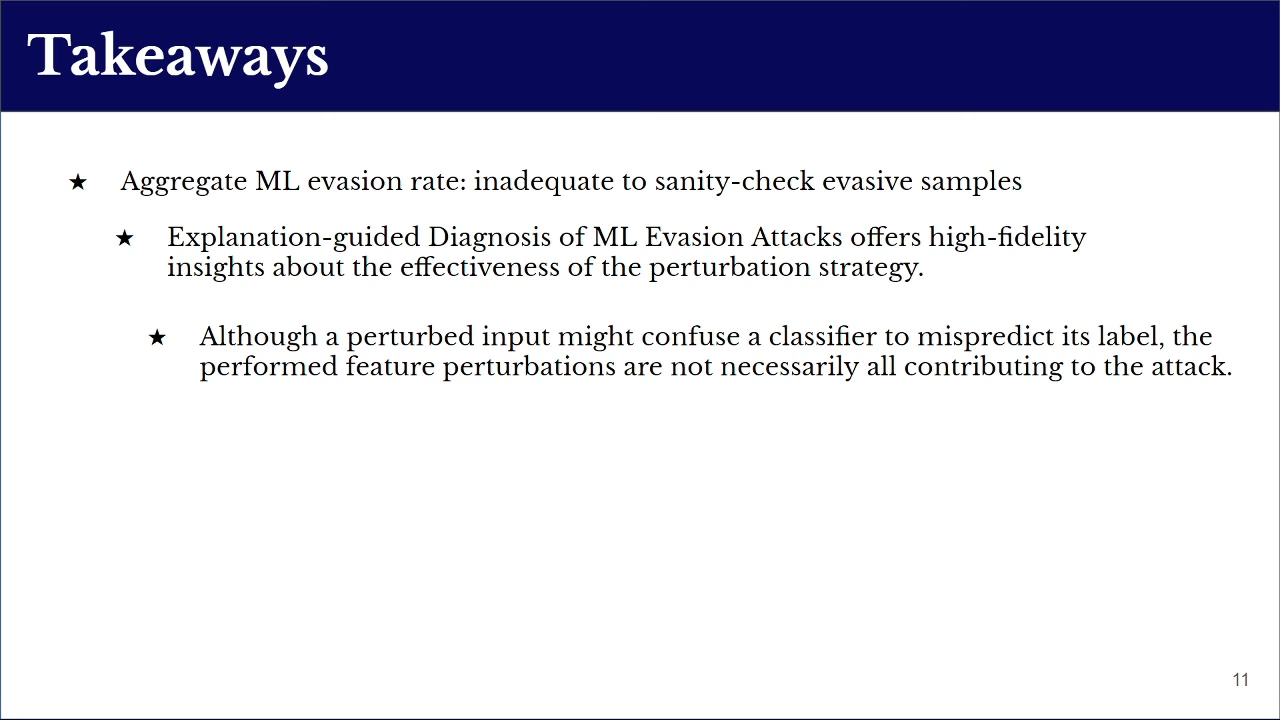 Takeaways
★ Aggregate ML evasion rate: inadequate to sanity-check evasive samples
★ Explanation-guided Diagnosis of ML Evasion Attacks offers high-fidelity
insights about the effectiveness of the perturbation strategy.
★ Although a perturbed input might confuse a classifier to mispredict its label, the
performed feature perturbations are not necessarily all contributing to the attack.
11